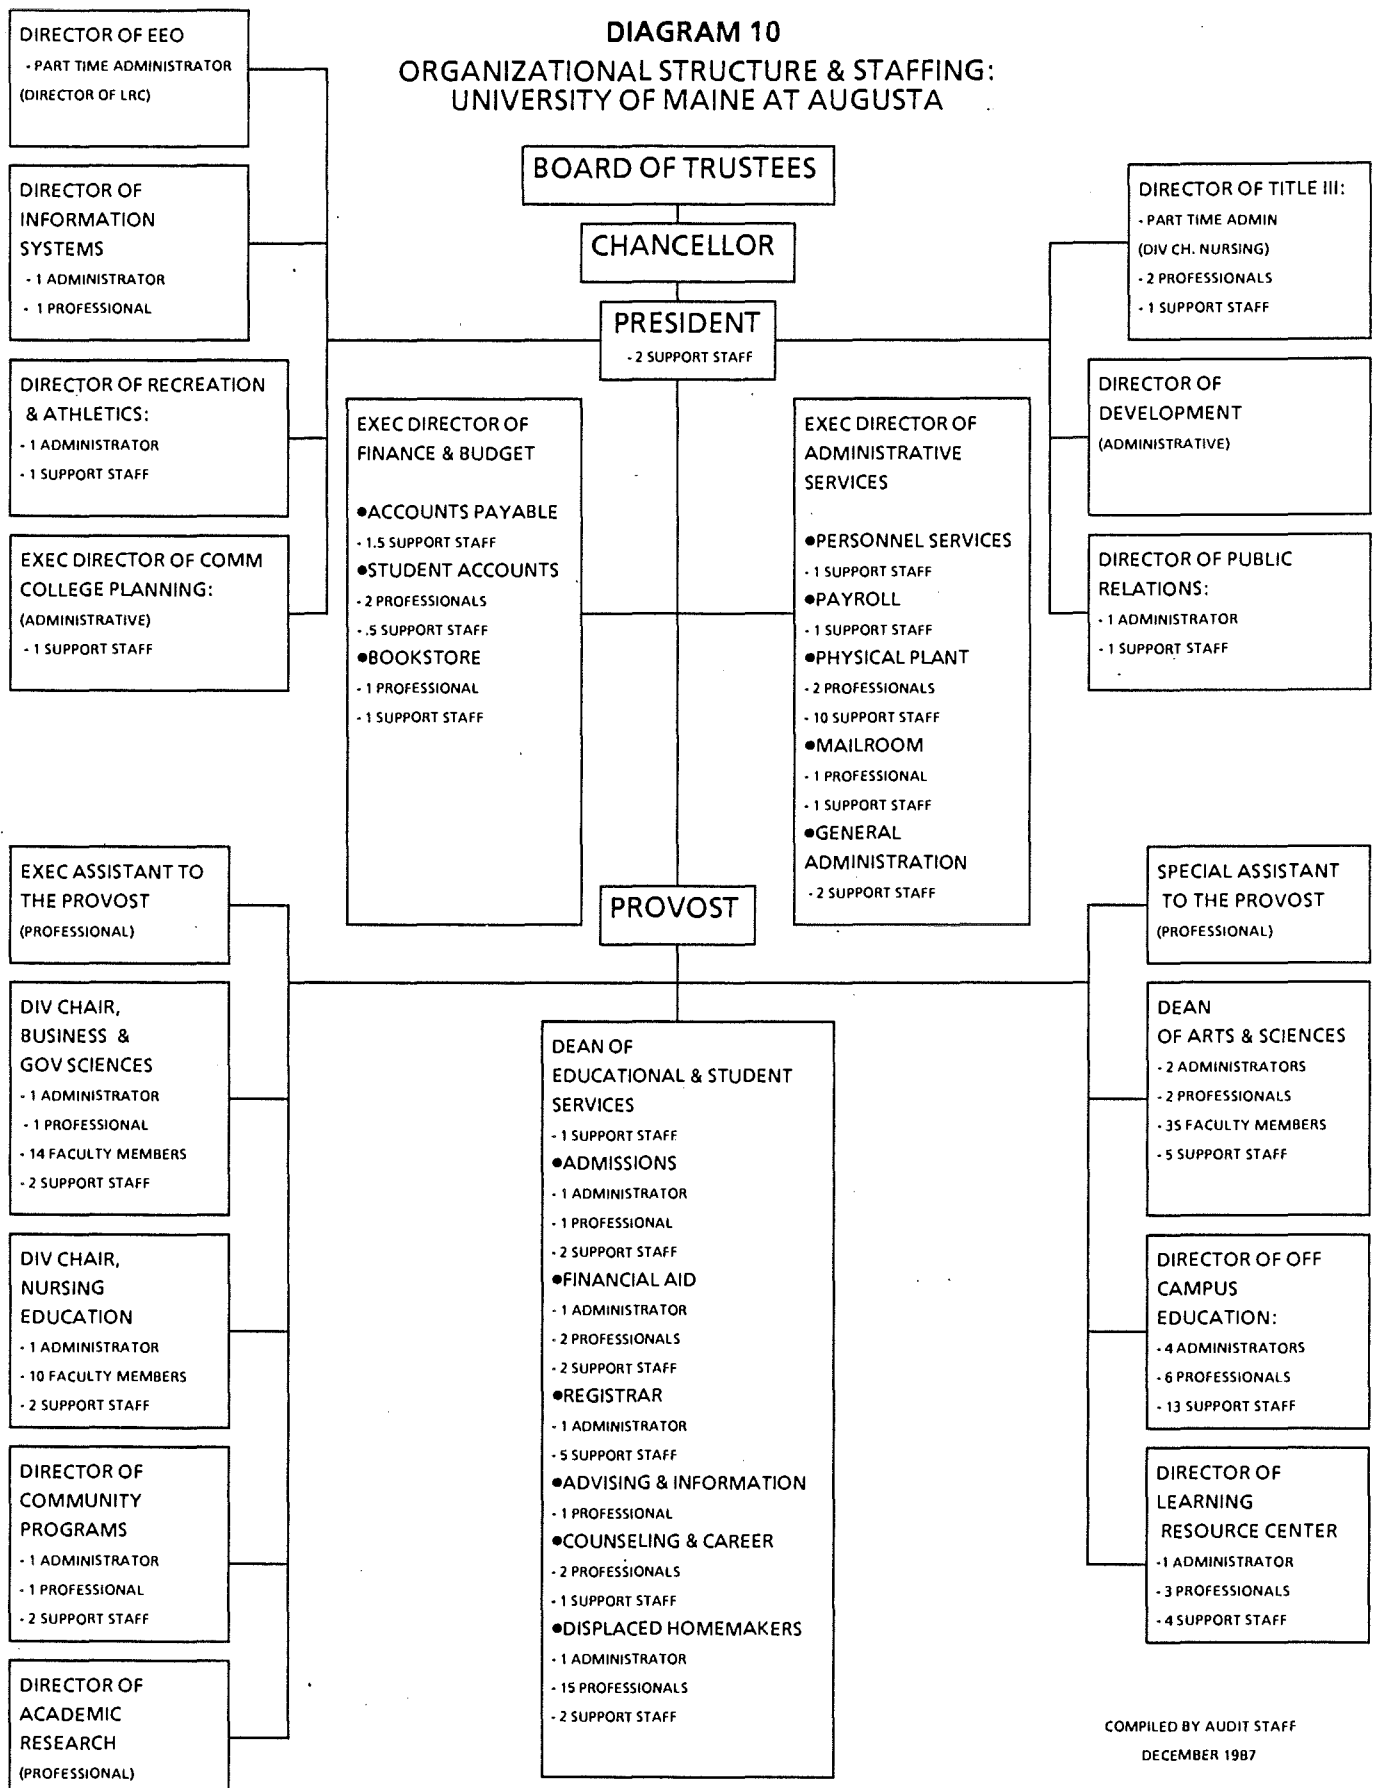 DIAGRAM 10
ORGANIZATIONAL STRUCTURE & STAFFING:
UNIVERSITY OF MAINE AT AUGUSTA
BOARD OF TRUSTEES
CHANCELLOR
PRESIDENT
- 2 SUPPORT STAFF
DIRECTOR OF EEO
- PART TIME ADMINISTRATOR
(DIRECTOR OF LRC)
DIRECTOR OF
INFORMATION
SYSTEMS
- 1 ADMINISTRATOR
- 1 PROFESSIONAL
DIRECTOR OF RECREATION
& ATHLETICS:
- 1 ADMINISTRATOR
- 1 SUPPORT STAFF
EXEC DIRECTOR OF COMM
COLLEGE PLANNING:
(ADMINISTRATIVE)
- 1 SUPPORT STAFF
EXEC DIRECTOR OF
FINANCE & BUDGET
●ACCOUNTS PAYABLE
- 1.5 SUPPORT STAFF
●STUDENT ACCOUNTS
- 2 PROFESSIONALS
- .5 SUPPORT STAFF
●BOOKSTORE
- 1 PROFESSIONAL
- 1 SUPPORT STAFF
EXEC DIRECTOR OF
ADMINISTRATIVE
SERVICES
●PERSONNEL SERVICES
- 1 SUPPORT STAFF
●PAYROLL
- 1 SUPPORT STAFF
●PHYSICAL PLANT
- 2 PROFESSIONALS
- 10 SUPPORT STAFF
●MAILROOM
- 1 PROFESSIONAL
- 1 SUPPORT STAFF
●GENERAL
ADMINISTRATION
- 2 SUPPORT STAFF
DIRECTOR OF TITLE III:
- PART TIME ADMIN
(DIV CH. NURSING)
- 2 PROFESSIONALS
- 1 SUPPORT STAFF
DIRECTOR OF
DEVELOPMENT
(ADMINISTRATIVE)
DIRECTOR OF PUBLIC
RELATIONS:
- 1 ADMINISTRATOR
- 1 SUPPORT STAFF
PROVOST
EXEC ASSISTANT TO
THE PROVOST
(PROFESSIONAL)
DIV CHAIR,
BUSINESS &
GOV SCIENCES
- 1 ADMINISTRATOR
- 1 PROFESSIONAL
- 14 FACULTY MEMBERS
- 2 SUPPORT STAFF
DIV CHAIR,
NURSING
EDUCATION
- 1 ADMINISTRATOR
- 10 FACULTY MEMBERS
- 2 SUPPORT STAFF
DIRECTOR OF
COMMUNITY
PROGRAMS
- 1 ADMINISTRATOR
- 1 PROFESSIONAL
- 2 SUPPORT STAFF
DIRECTOR OF
ACADEMIC
RESEARCH
(PROFESSIONAL)
DEAN OF
EDUCATIONAL & STUDENT
SERVICES
- 1 SUPPORT STAFF
●ADMISSIONS
- 1 ADMINISTRATOR
- 1 PROFESSIONAL
- 2 SUPPORT STAFF
●FINANCIAL AID
- 1 ADMINISTRATOR
- 2 PROFESSIONALS
- 2 SUPPORT STAFF
●REGISTRAR
- 1 ADMINISTRATOR
- 5 SUPPORT STAFF
●ADVISING & INFORMATION
- 1 PROFESSIONAL
●COUNSELING & CAREER
- 2 PROFESSIONALS
- 1 SUPPORT STAFF
●DISPLACED HOMEMAKERS
- 1 ADMINISTRATOR
- 15 PROFESSIONALS
- 2 SUPPORT STAFF
SPECIAL ASSISTANT
TO THE PROVOST
(PROFESSIONAL)
DEAN
OF ARTS & SCIENCES
- 2 ADMINISTRATORS
- 2 PROFESSIONALS
- 35 FACULTY MEMBERS
- 5 SUPPORT STAFF
DIRECTOR OF OFF
CAMPUS
EDUCATION:
- 4 ADMINISTRATORS
- 6 PROFESSIONALS
- 13 SUPPORT STAFF
DIRECTOR OF
LEARNING
RESOURCE CENTER
- 1 ADMINISTRATOR
- 3 PROFESSIONALS
- 4 SUPPORT STAFF
COMPILED BY AUDIT STAFF
DECEMBER 1987